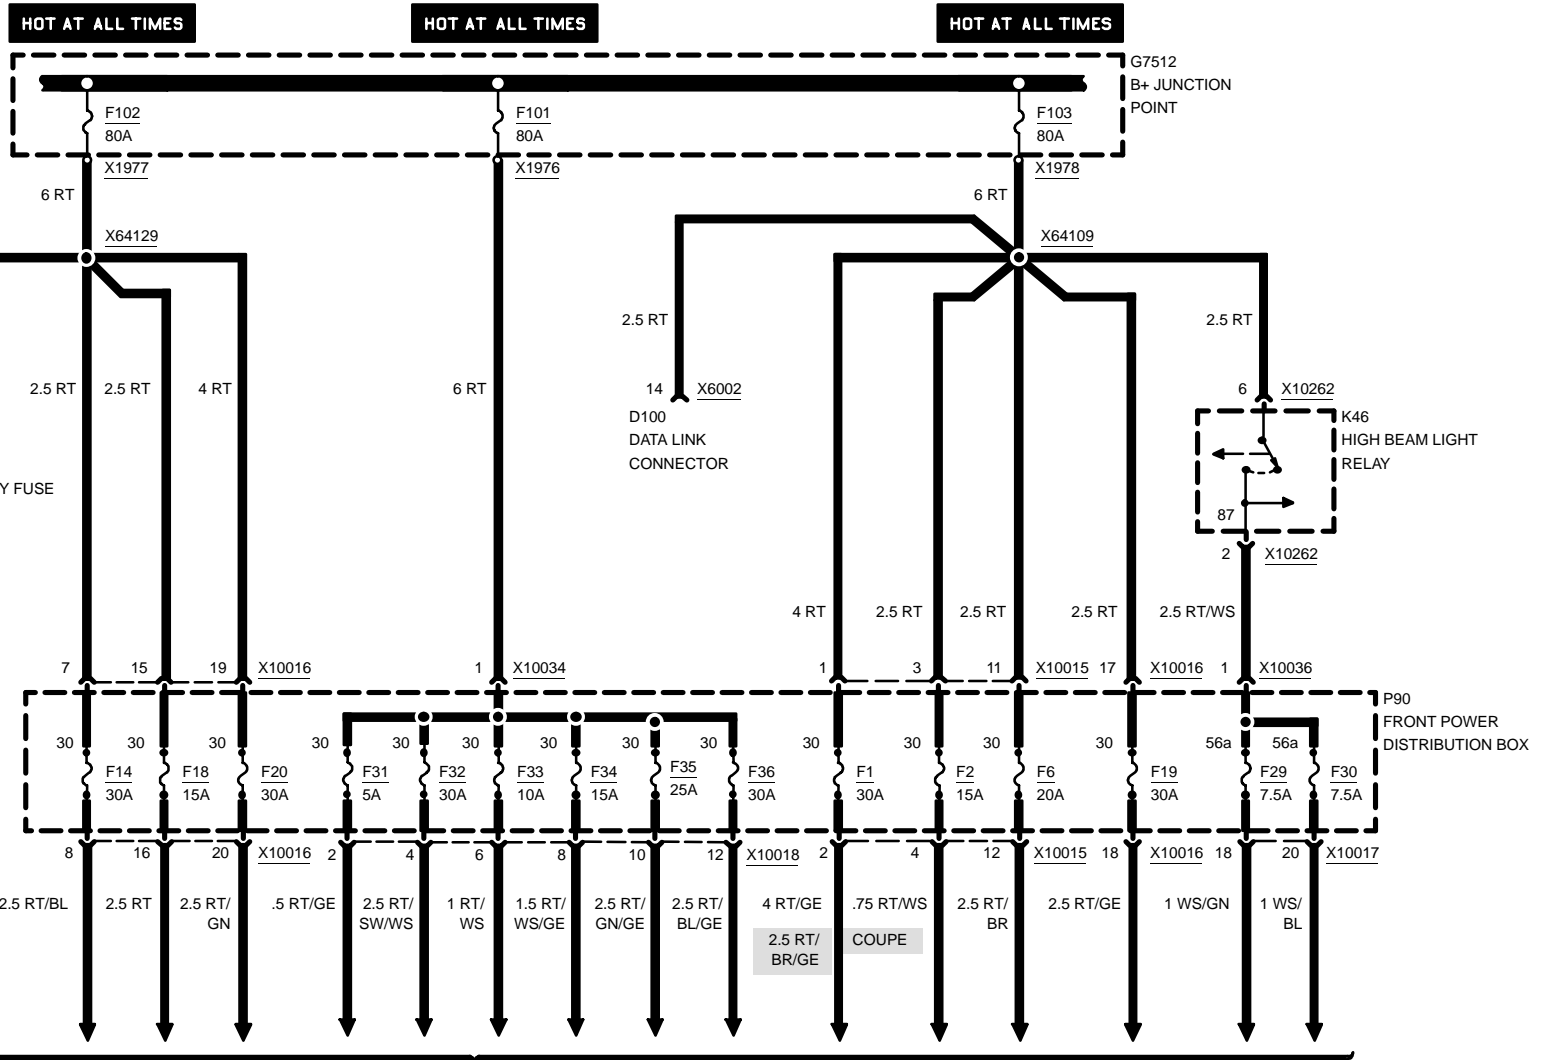 HOT AT ALL TIMES HOT AT ALL TIMES HOT AT ALL TIMES
G7512
B+ JUNCTION
POINT
F102 F101 F103
80A 80A 80A
X1977 X1976 X1978
6 RT 6 RT
X64129 X64109
2.5 RT 2.5 RT
2.5 RT 2.5 RT 4 RT 6 RT 14 X6002 6 X10262
D100
DATA LINK
CONNECTOR
K46
HIGH BEAM LIGHT
RELAY
Y FUSE
87
2 X10262
4 RT 2.5 RT 2.5 RT 2.5 RT 2.5 RT/WS
7 15 19 X10016 1 X10034 1 3 11 X10015 17 X10016 1 X10036
P90
FRONT POWER
DISTRIBUTION BOX
30 30 30 30 30 30 30 30 30 30 30 30 30 56a 56a
F14 F18 F20 F31 F32 F33 F34 F35 F36 F1 F2 F6 F19 F29 F30
30A 15A 30A 5A 30A 10A 15A 25A 30A 30A 15A 20A 30A 7.5A 7.5A
8 16 20 X10016 2 4 6 8 10 12 X10018 2 4 12 X10015 18 X10016 18 20 X10017
2.5 RT/BL 2.5 RT 2.5 RT/ .5 RT/GE 2.5 RT/ 1 RT/ 1.5 RT/ 2.5 RT/ 2.5 RT/ 4 RT/GE .75 RT/WS 2.5 RT/ 2.5 RT/GE 1 WS/GN 1 WS/
GN SW/WS WS WS/GE GN/GE BL/GE BR BL
2.5 RT/ COUPE
BR/GE